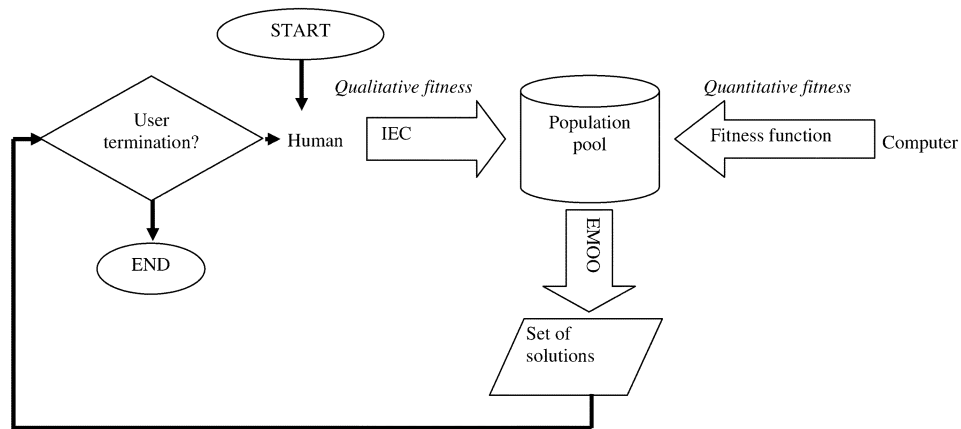 START
Qualitative fitness
Quantitative fitness
User
termination?
Human
IEC
Population
pool
Fitness function
Computer
EMOO
END
Set of
solutions